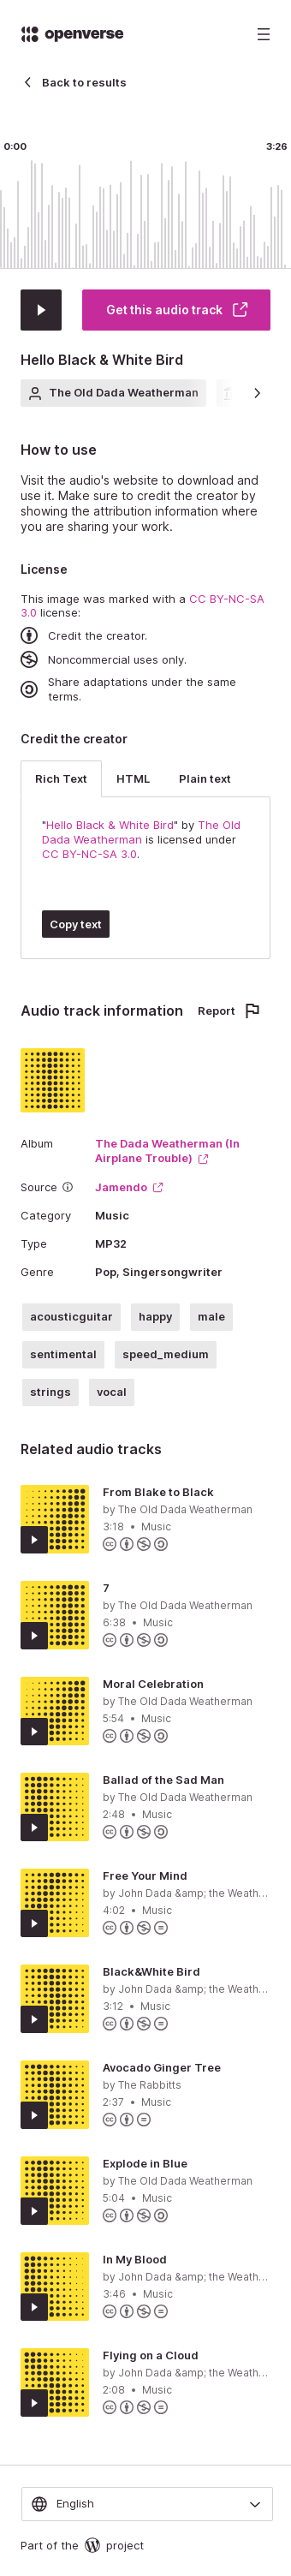 openverse
Back to results
0:00
3:26
Get this audio track
Hello Black & White Bird
The Old Dada Weatherman
How to use
Visit the audio's website to download and
use it. Make sure to credit the creator by
showing the attribution information where
you are sharing your work.
License
This image was marked with a CC BY-NC-SA
3.0 license:
Credit the creator.
Noncommercial uses only.
Share adaptations under the same
terms.
Credit the creator
Rich Text HTML Plain text
"Hello Black & White Bird" by The Old
Dada Weatherman is licensed under
CC BY-NC-SA 3.0.
Copy text
Audio track information Report
Album The Dada Weatherman (In
Airplane Trouble)
Source Jamendo
Category Music
Type MP32
Genre Pop, Singersongwriter
acousticguitar happy male
sentimental speed_medium
strings vocal
Related audio tracks
From Blake to Black
by The Old Dada Weatherman
3:18 • Music
7
by The Old Dada Weatherman
6:38 • Music
Moral Celebration
by The Old Dada Weatherman
5:54 • Music
Ballad of the Sad Man
by The Old Dada Weatherman
2:48 • Music
Free Your Mind
by John Dada &amp; the Weath...
4:02 • Music
Black&White Bird
by John Dada &amp; the Weath...
3:12 • Music
Avocado Ginger Tree
by The Rabbitts
2:37 • Music
Explode in Blue
by The Old Dada Weatherman
5:04 • Music
In My Blood
by John Dada &amp; the Weath...
3:46 • Music
Flying on a Cloud
by John Dada &amp; the Weath...
2:08 • Music
English
Part of the project